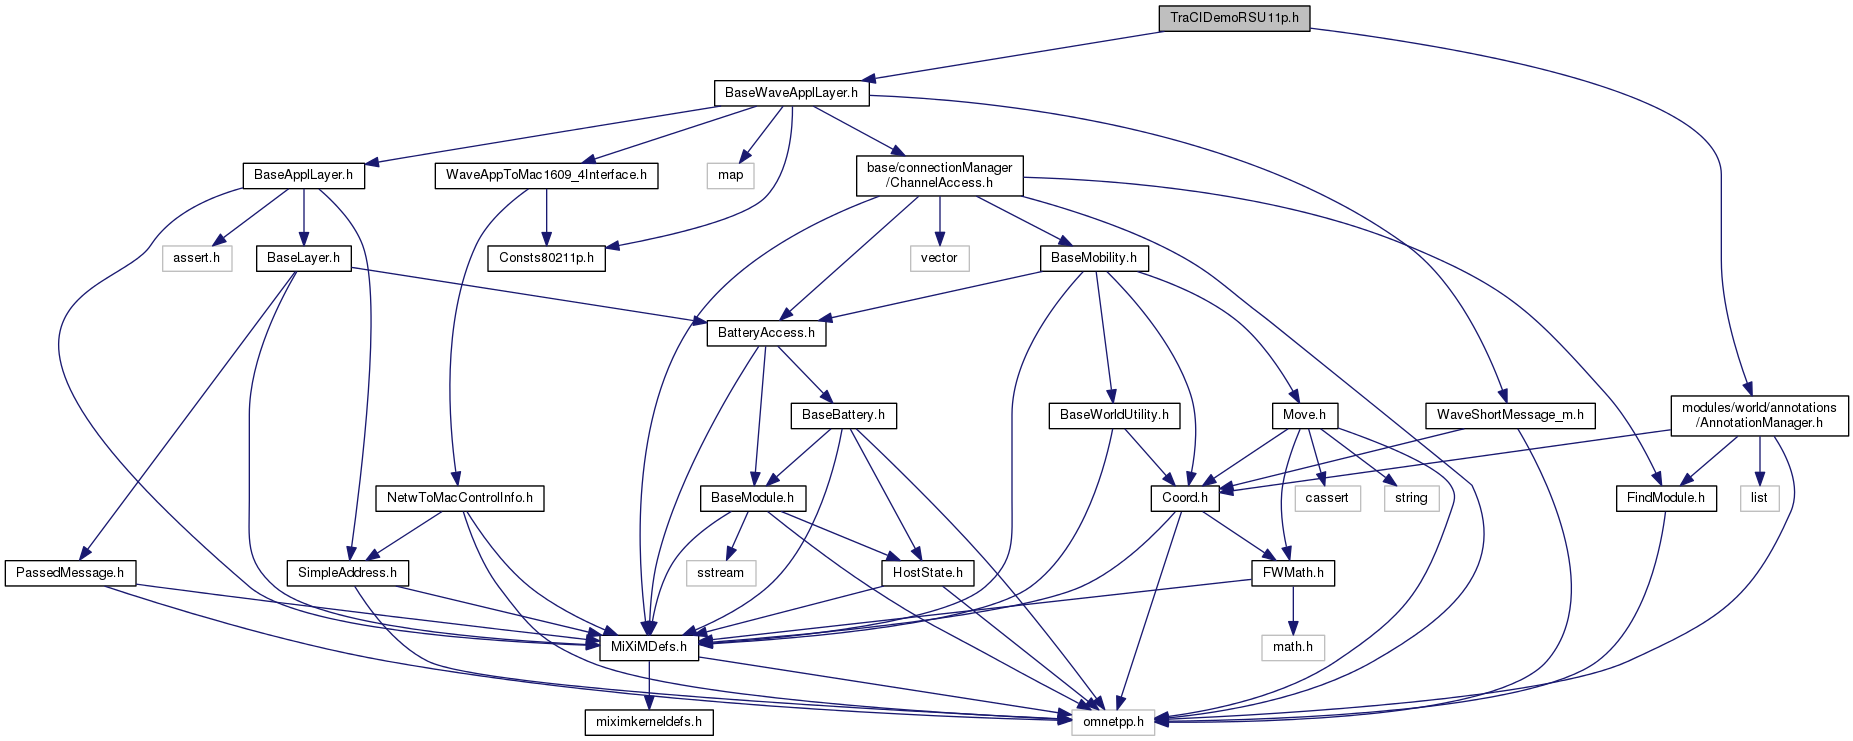 TraCIDemoRSU11p.h
BaseWaveApplLayer.h
BaseApplLayer.h
WaveAppToMac1609_4Interface.h
map
base/connectionManager
/ChannelAccess.h
assert.h
BaseLayer.h
Consts80211p.h
vector
BaseMobility.h
BatteryAccess.h
BaseBattery.h
BaseWorldUtility.h
Move.h
WaveShortMessage_m.h
modules/world/annotations
/AnnotationManager.h
NetwToMacControlInfo.h
BaseModule.h
Coord.h
cassert
string
FindModule.h
list
PassedMessage.h
SimpleAddress.h
sstream
HostState.h
FWMath.h
MiXiMDefs.h
math.h
miximkerneldefs.h
omnetpp.h